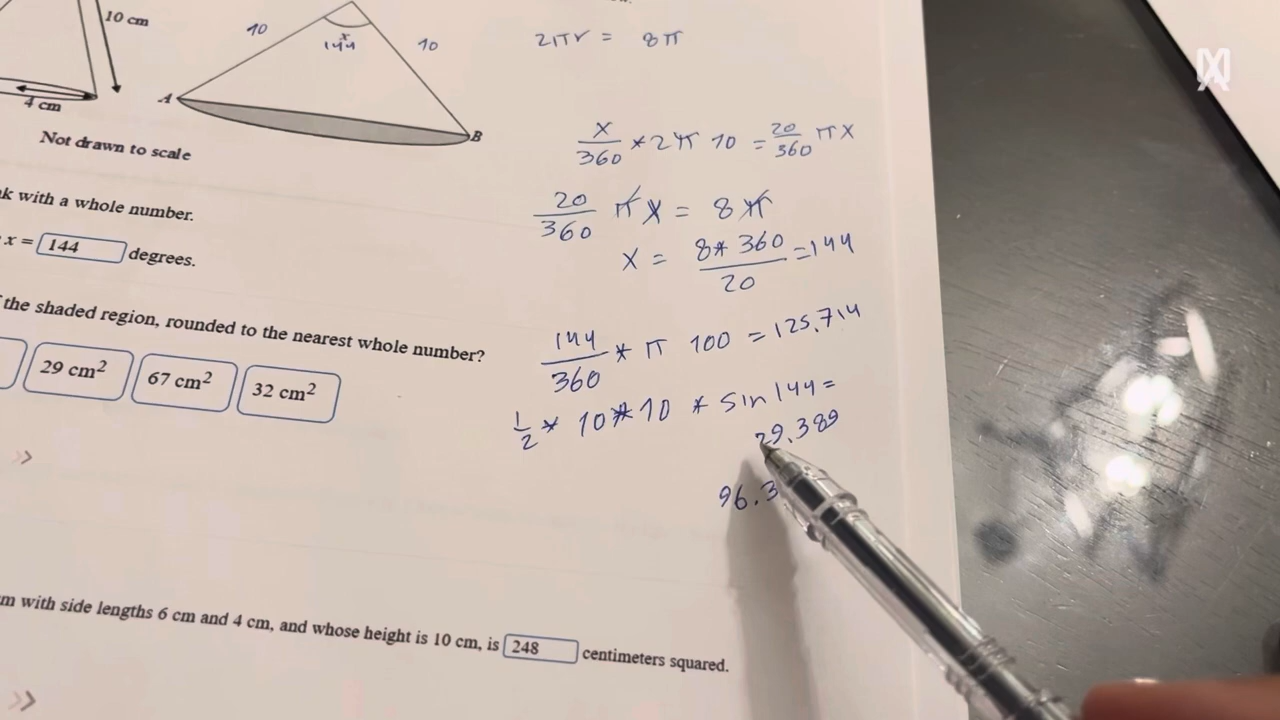 10 cm
4 cm
10
x
144
10
A
B
Not drawn to scale
2πr = 8π
x/360 * 2π 10 = 20/360 πx
20/360 πx = 8π
x = 8*360/20 = 144
with a whole number.
x = 144 degrees.
the shaded region, rounded to the nearest whole number?
29 cm²
67 cm²
32 cm²
144/360 * π 100 = 125.714
1/2 * 10*10 * sin 144 =
29.389
96.3
with side lengths 6 cm and 4 cm, and whose height is 10 cm, is 248 centimeters squared.